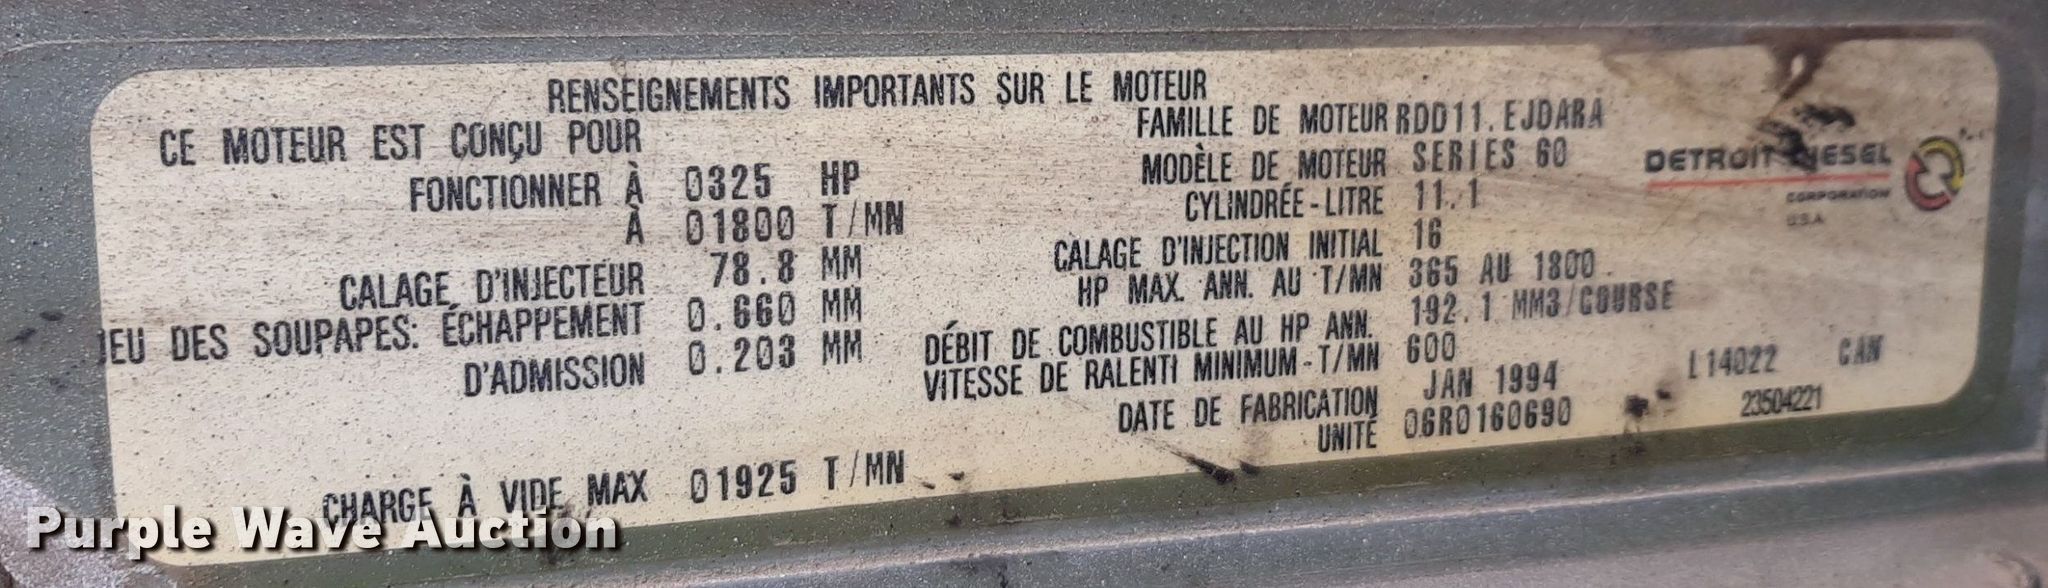 RENSEIGNEMENTS IMPORTANTS SUR LE MOTEUR
CE MOTEUR EST CONÇU POUR
FONCTIONNER À 0325 HP
À 01800 T/MN
CALAGE D'INJECTEUR 78.8 MM
JEU DES SOUPAPES: ÉCHAPPEMENT 0.660 MM
D'ADMISSION 0.203 MM
CHARGE À VIDE MAX 01925 T/MN
FAMILLE DE MOTEUR RDD11.EJDARA
MODÈLE DE MOTEUR SERIES 60
CYLINDRÉE-LITRE 11.1
CALAGE D'INJECTION INITIAL 16
HP MAX. ANN. AU T/MN 365 AU 1800
DÉBIT DE COMBUSTIBLE AU HP ANN. 192.1 MM3/COURSE
VITESSE DE RALENTI MINIMUM-T/MN 600
DATE DE FABRICATION JAN 1994
UNITÉ 06R0160690
DETROIT DIESEL
CORPORATION
U.S.A.
L14022 CAN
23504221
Purple Wave Auction